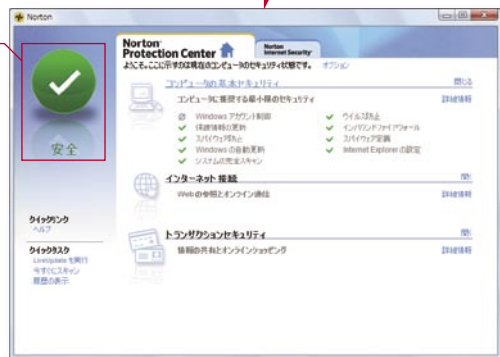 Norton
Norton
Protection Center
Norton
Internet Security
ようこそ。ここに示すのは現在のコンピュータのセキュリティ状態です。 オプション
コンピュータの基本セキュリティ 閉じる
コンピュータに推奨する最小限のセキュリティ 詳細情報
Windows アカウント制御 ウイルス防止
保護情報の更新 インバウンドファイアウォール
スパイウェア防止 スパイウェア定義
Windows の自動更新 Internet Explorer の設定
システムの完全スキャン
安全
インターネット接続 開く
Web の参照とオンライン通信 詳細情報
トランザクションセキュリティ 開く
情報の共有とオンラインショッピング 詳細情報
クイックリンク
ヘルプ
クイックタスク
LiveUpdate を実行
今すぐスキャン
履歴の表示